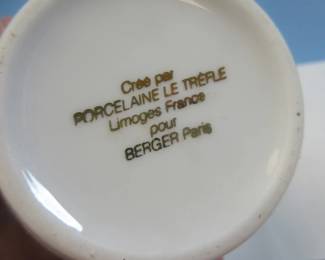 Créé par
PORCELAINE LE TRÈFLE
Limoges France
pour
BERGER Paris